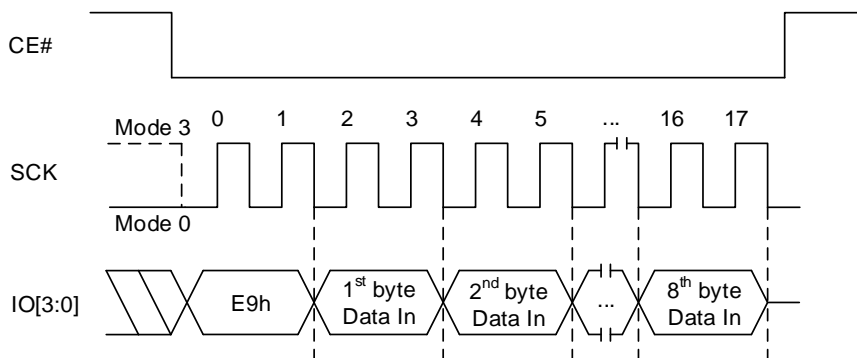 CE#
0 1 2 3 4 5 ... 16 17
Mode 3
SCK
Mode 0
IO[3:0]
E9h
1st byte
Data In
2nd byte
Data In
...
8th byte
Data In